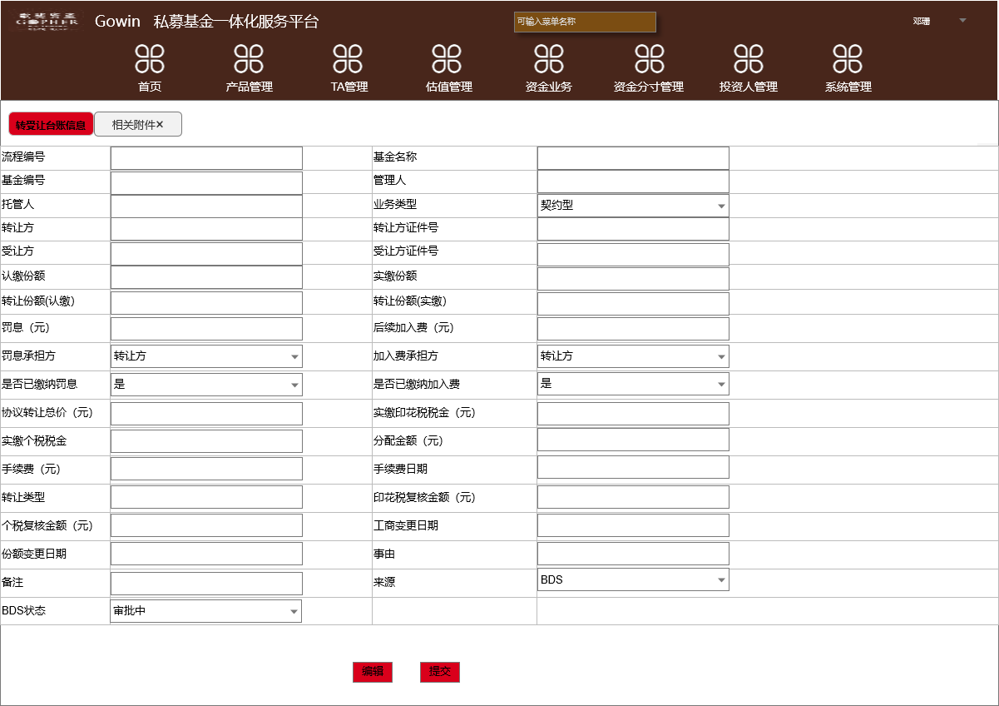 GOPHER
Gowin 私募基金一体化服务平台
可输入菜单名称
邓珊
首页 产品管理 TA管理 估值管理 资金业务 资金分寸管理 投资人管理 系统管理
转受让台账信息 相关附件✕
流程编号 基金名称
基金编号 管理人
托管人 业务类型 契约型
转让方 转让方证件号
受让方 受让方证件号
认缴份额 实缴份额
转让份额(认缴) 转让份额(实缴)
罚息（元） 后续加入费（元）
罚息承担方 转让方 加入费承担方 转让方
是否已缴纳罚息 是 是否已缴纳加入费 是
协议转让总价（元） 实缴印花税税金（元）
实缴个税税金 分配金额（元）
手续费（元） 手续费日期
转让类型 印花税复核金额（元）
个税复核金额（元） 工商变更日期
份额变更日期 事由
备注 来源 BDS
BDS状态 审批中
编辑 提交